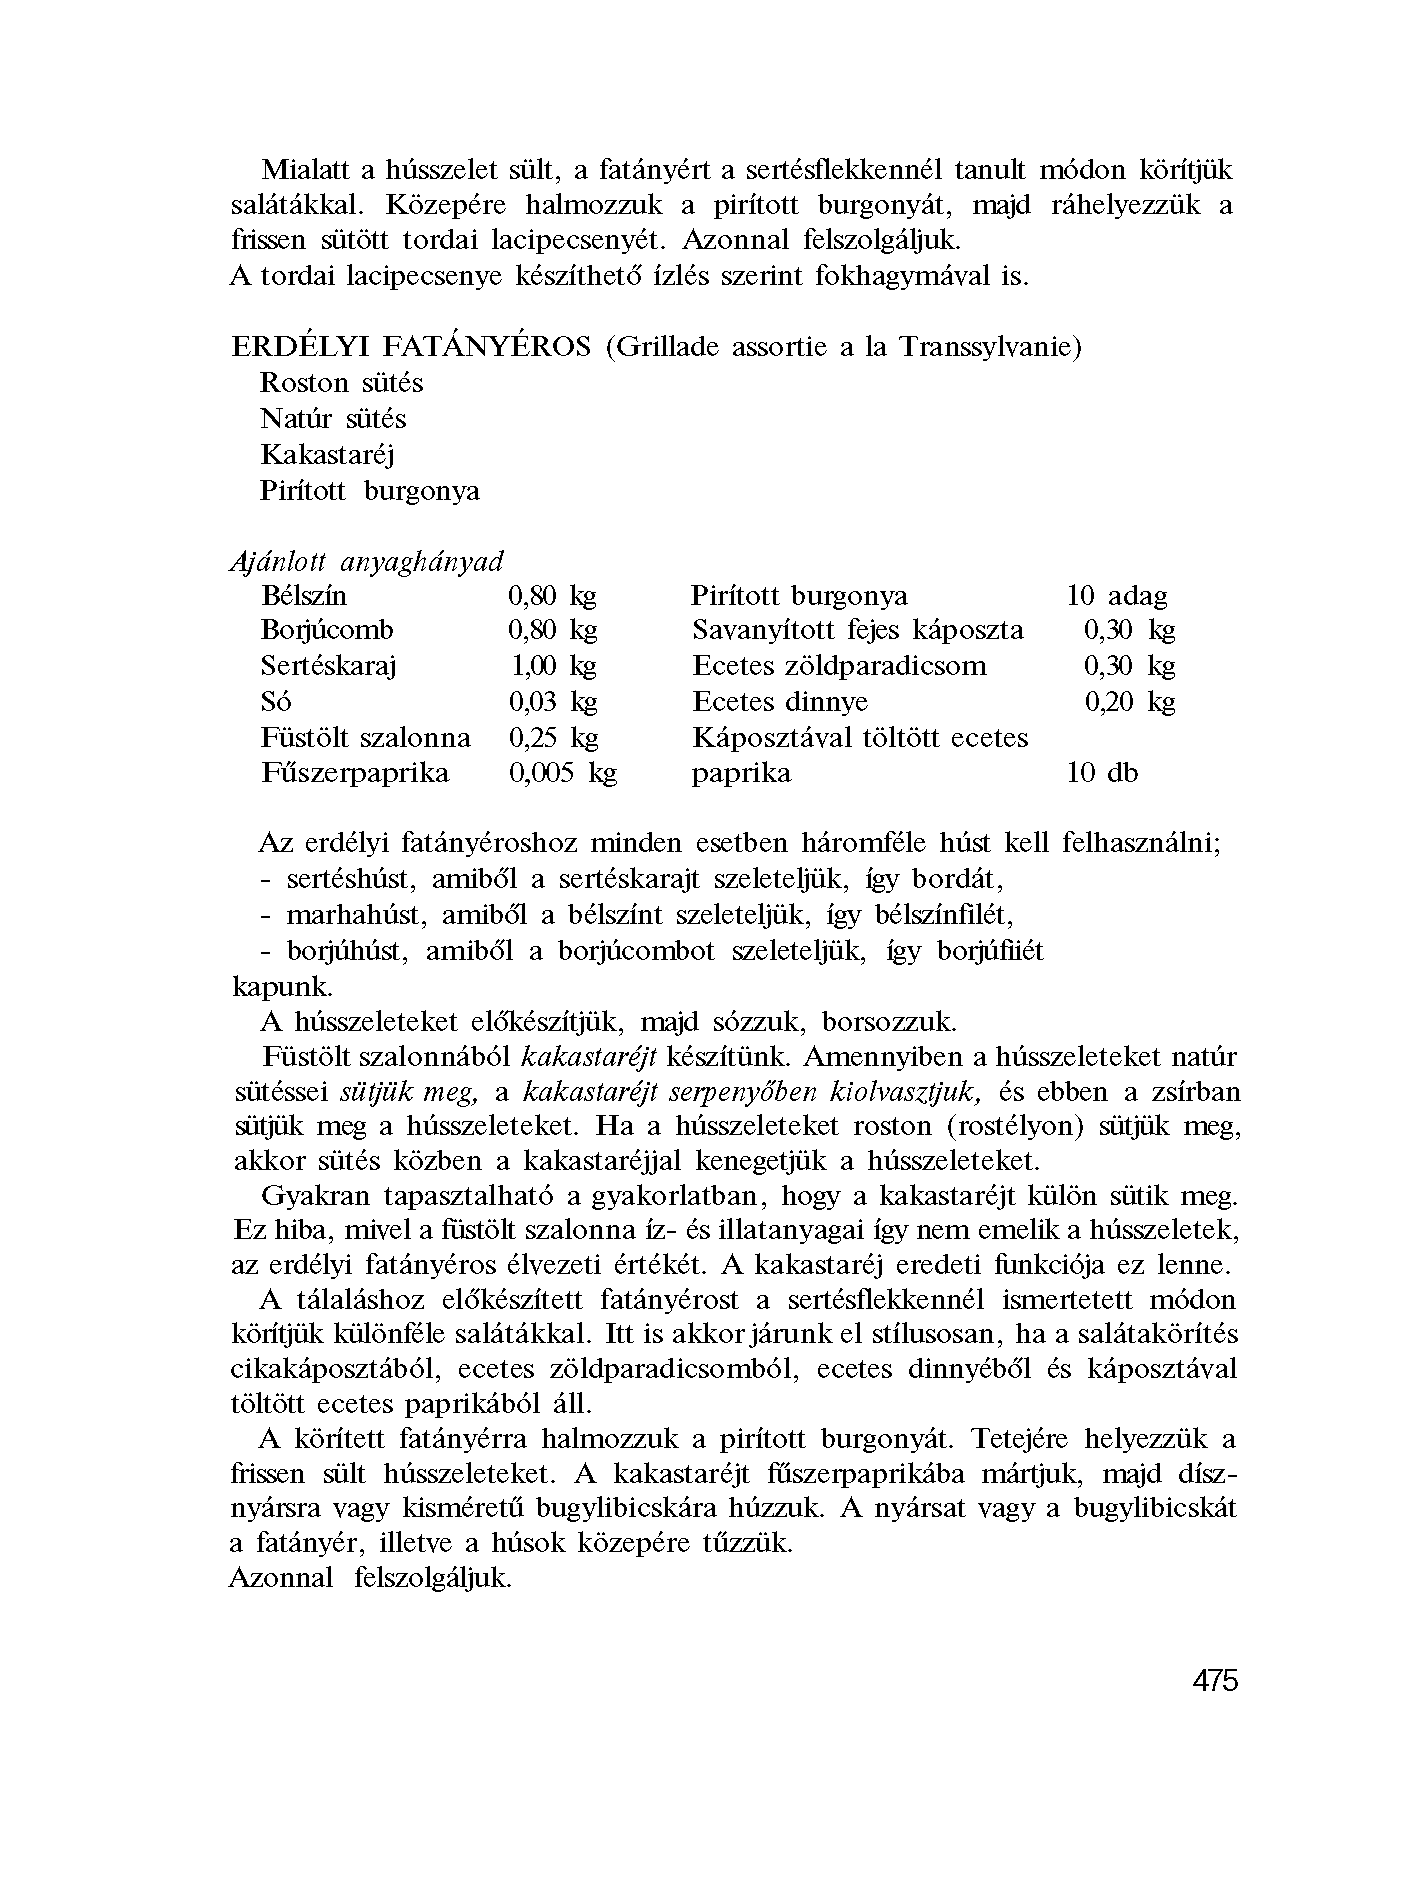 Mialatt a hússzelet sült, a fatányért a sertésflekkennél tanult módon körítjük
salátákkal. Közepére halmozzuk a pirított burgonyát, majd ráhelyezzük a
frissen sütött tordai lacipecsenyét. Azonnal felszolgáljuk.
A tordai lacipecsenye készíthető ízlés szerint fokhagymával is.
ERDÉLYI FATÁNYÉROS (Grillade assortie a la Transsylvanie)
Roston sütés
Natúr sütés
Kakastaréj
Pirított burgonya
Ajánlott anyaghányad
Bélszín 0,80 kg Pirított burgonya 10 adag
Borjúcomb 0,80 kg Savanyított fejes káposzta 0,30 kg
Sertéskaraj 1,00 kg Ecetes zöldparadicsom 0,30 kg
Só 0,03 kg Ecetes dinnye 0,20 kg
Füstölt szalonna 0,25 kg Káposztával töltött ecetes
Fűszerpaprika 0,005 kg paprika 10 db
Az erdélyi fatányéroshoz minden esetben háromféle húst kell felhasználni;
- sertéshúst, amiből a sertéskarajt szeleteljük, így bordát,
- marhahúst, amiből a bélszínt szeleteljük, így bélszínfilét,
- borjúhúst, amiből a borjúcombot szeleteljük, így borjúfiiét
kapunk.
A hússzeleteket előkészítjük, majd sózzuk, borsozzuk.
Füstölt szalonnából kakastaréjt készítünk. Amennyiben a hússzeleteket natúr
sütéssei sütjük meg, a kakastaréjt serpenyőben kiolvasztjuk, és ebben a zsírban
sütjük meg a hússzeleteket. Ha a hússzeleteket roston (rostélyon) sütjük meg,
akkor sütés közben a kakastaréjjal kenegetjük a hússzeleteket.
Gyakran tapasztalható a gyakorlatban, hogy a kakastaréjt külön sütik meg.
Ez hiba, mivel a füstölt szalonna íz- és illatanyagai így nem emelik a hússzeletek,
az erdélyi fatányéros élvezeti értékét. A kakastaréj eredeti funkciója ez lenne.
A tálaláshoz előkészített fatányérost a sertésflekkennél ismertetett módon
körítjük különféle salátákkal. Itt is akkor járunk el stílusosan, ha a salátakörítés
cikakáposztából, ecetes zöldparadicsomból, ecetes dinnyéből és káposztával
töltött ecetes paprikából áll.
A körített fatányérra halmozzuk a pirított burgonyát. Tetejére helyezzük a
frissen sült hússzeleteket. A kakastaréjt fűszerpaprikába mártjuk, majd dísz-
nyársra vagy kisméretű bugylibicskára húzzuk. A nyársat vagy a bugylibicskát
a fatányér, illetve a húsok közepére tűzzük.
Azonnal felszolgáljuk.
475